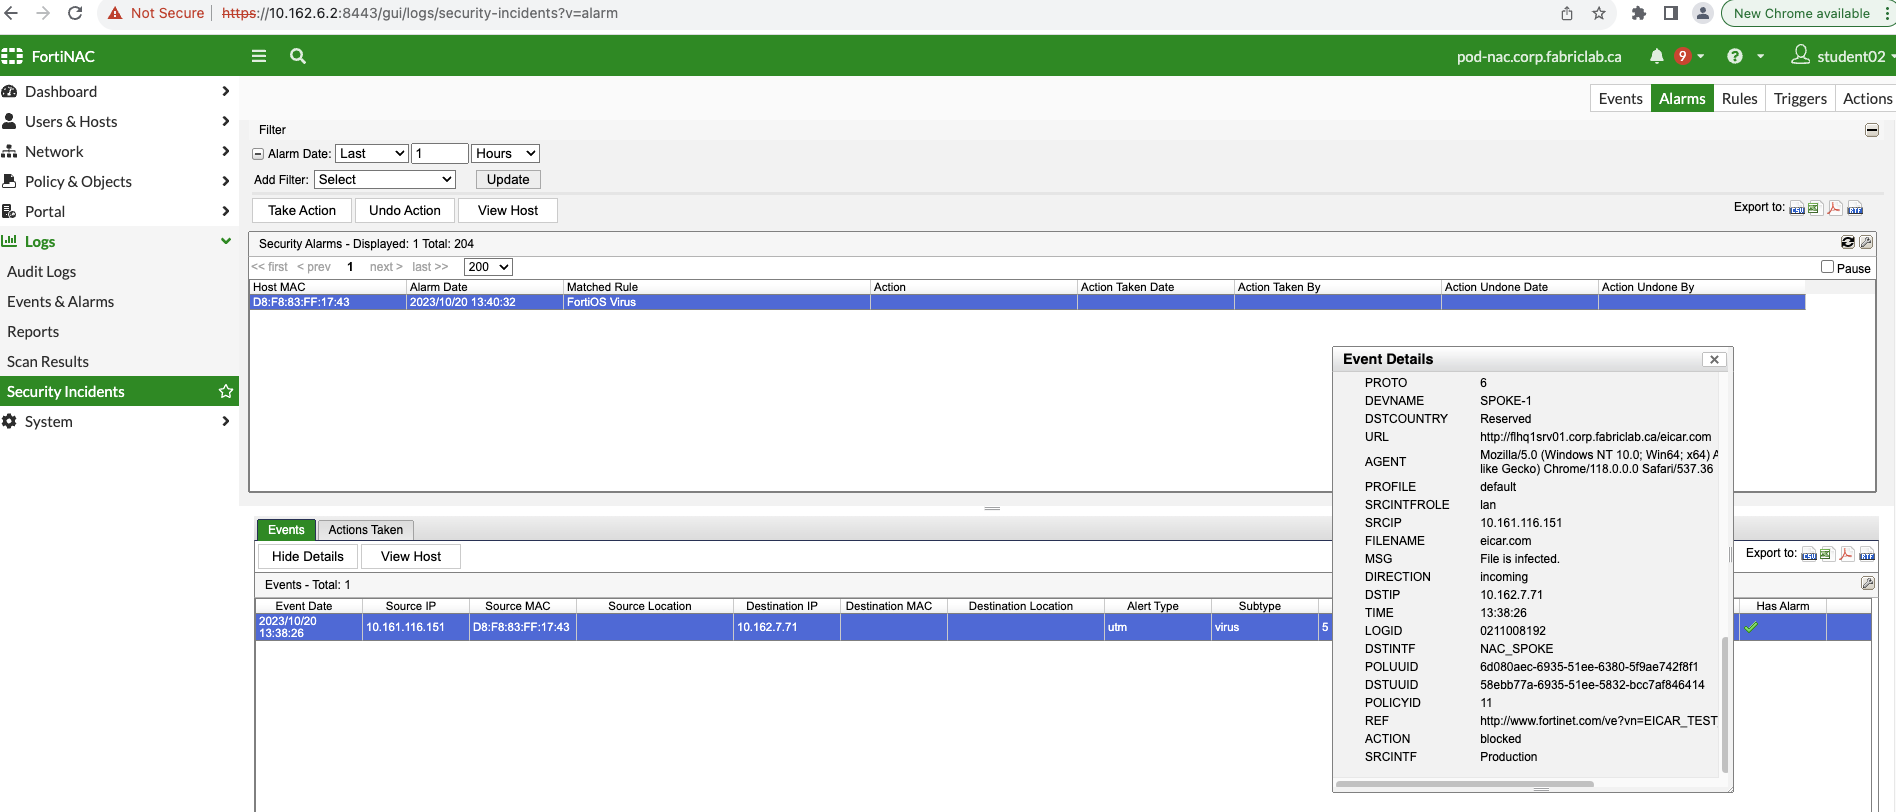 Not Secure
https://10.162.6.2:8443/gui/logs/security-incidents?v=alarm
New Chrome available
FortiNAC
pod-nac.corp.fabriclab.ca
9
student02
Dashboard
Users & Hosts
Network
Policy & Objects
Portal
Logs
Audit Logs
Events & Alarms
Reports
Scan Results
Security Incidents
System
Events Alarms Rules Triggers Actions
Filter
Alarm Date: Last 1 Hours
Add Filter: Select Update
Take Action Undo Action View Host
Export to: CSV RTF
Security Alarms - Displayed: 1 Total: 204
<< first < prev 1 next > last >> 200
Pause
Host MAC Alarm Date Matched Rule Action Action Taken Date Action Taken By Action Undone Date Action Undone By
D8:F8:83:FF:17:43 2023/10/20 13:40:32 FortiOS Virus
Event Details
PROTO 6
DEVNAME SPOKE-1
DSTCOUNTRY Reserved
URL http://flhq1srv01.corp.fabriclab.ca/eicar.com
AGENT Mozilla/5.0 (Windows NT 10.0; Win64; x64) A
like Gecko) Chrome/118.0.0.0 Safari/537.36
PROFILE default
SRCINTFROLE lan
SRCIP 10.161.116.151
FILENAME eicar.com
MSG File is infected.
DIRECTION incoming
DSTIP 10.162.7.71
TIME 13:38:26
LOGID 0211008192
DSTINTF NAC_SPOKE
POLUUID 6d080aec-6935-51ee-6380-5f9ae742f8f1
DSTUUID 58ebb77a-6935-51ee-5832-bcc7af846414
POLICYID 11
REF http://www.fortinet.com/ve?vn=EICAR_TEST
ACTION blocked
SRCINTF Production
Events Actions Taken
Hide Details View Host
Export to: CSV RTF
Events - Total: 1
Event Date Source IP Source MAC Source Location Destination IP Destination MAC Destination Location Alert Type Subtype Has Alarm
2023/10/20
13:38:26 10.161.116.151 D8:F8:83:FF:17:43 10.162.7.71 utm virus 5